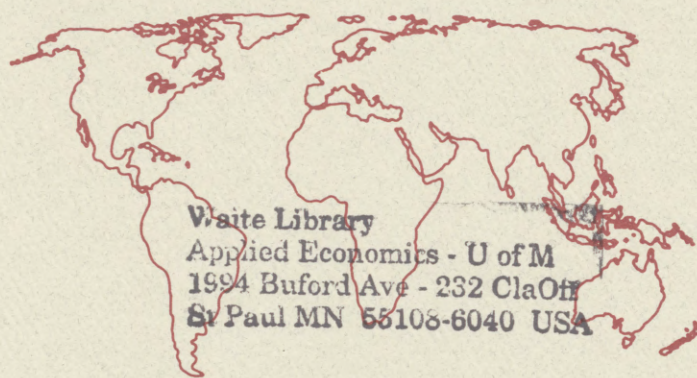 Waite Library
Applied Economics - U of M
1994 Buford Ave - 232 ClaOff
St Paul MN 55108-6040 USA